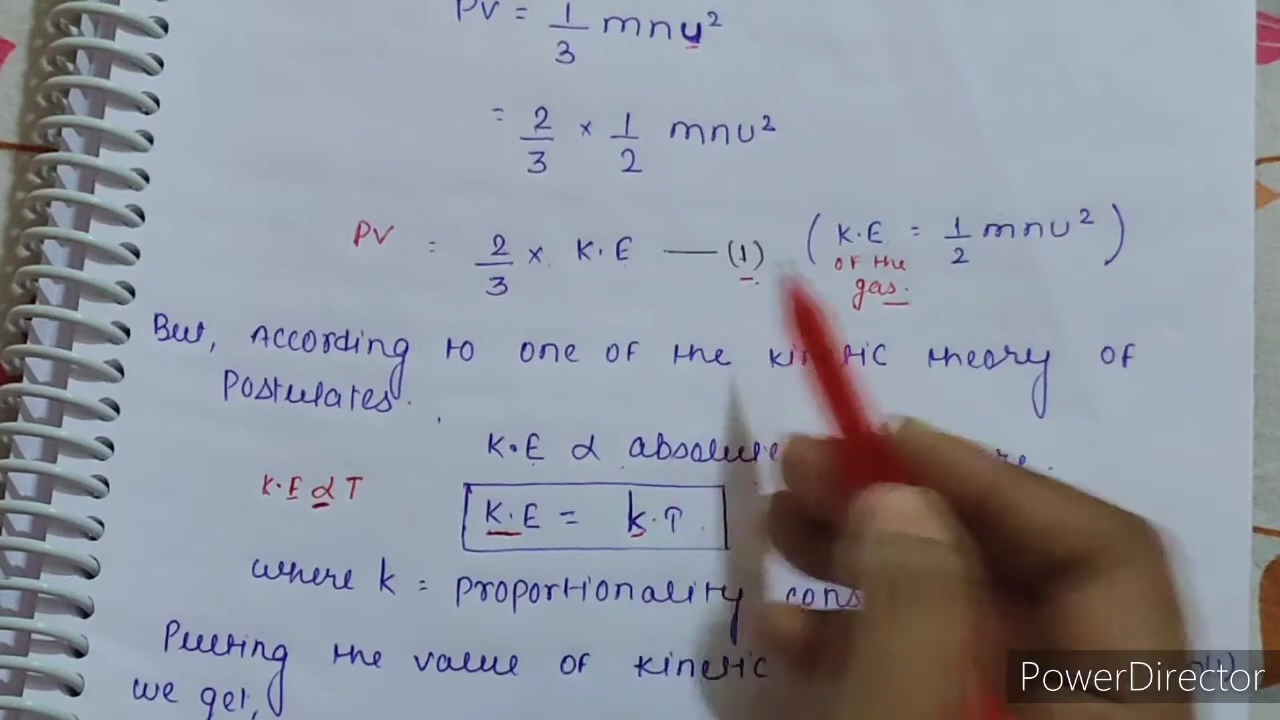 PV = 1/3 mnu²
= 2/3 × 1/2 mnu²
PV = 2/3 × K.E —(1) (K.E = 1/2 mnu²)
of the
gas.
But, According to one of the kinetic theory of
Postulates.
K.E α absolute
K.E α T
K.E = k.T
where k = proportionality
Putting the value of kinetic
we get,
PowerDirector